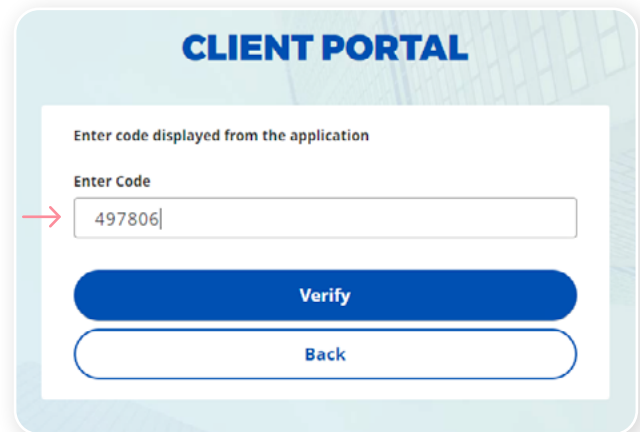 CLIENT PORTAL
Enter code displayed from the application
Enter Code
497806
Verify
Back